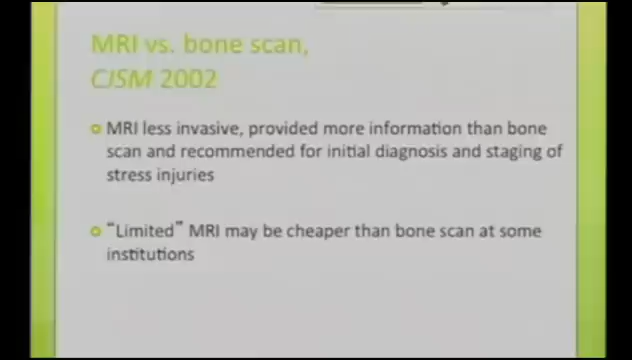 MRI vs. bone scan,
CJSM 2002
MRI less invasive, provided more information than bone
scan and recommended for initial diagnosis and staging of
stress injuries
“Limited” MRI may be cheaper than bone scan at some
institutions